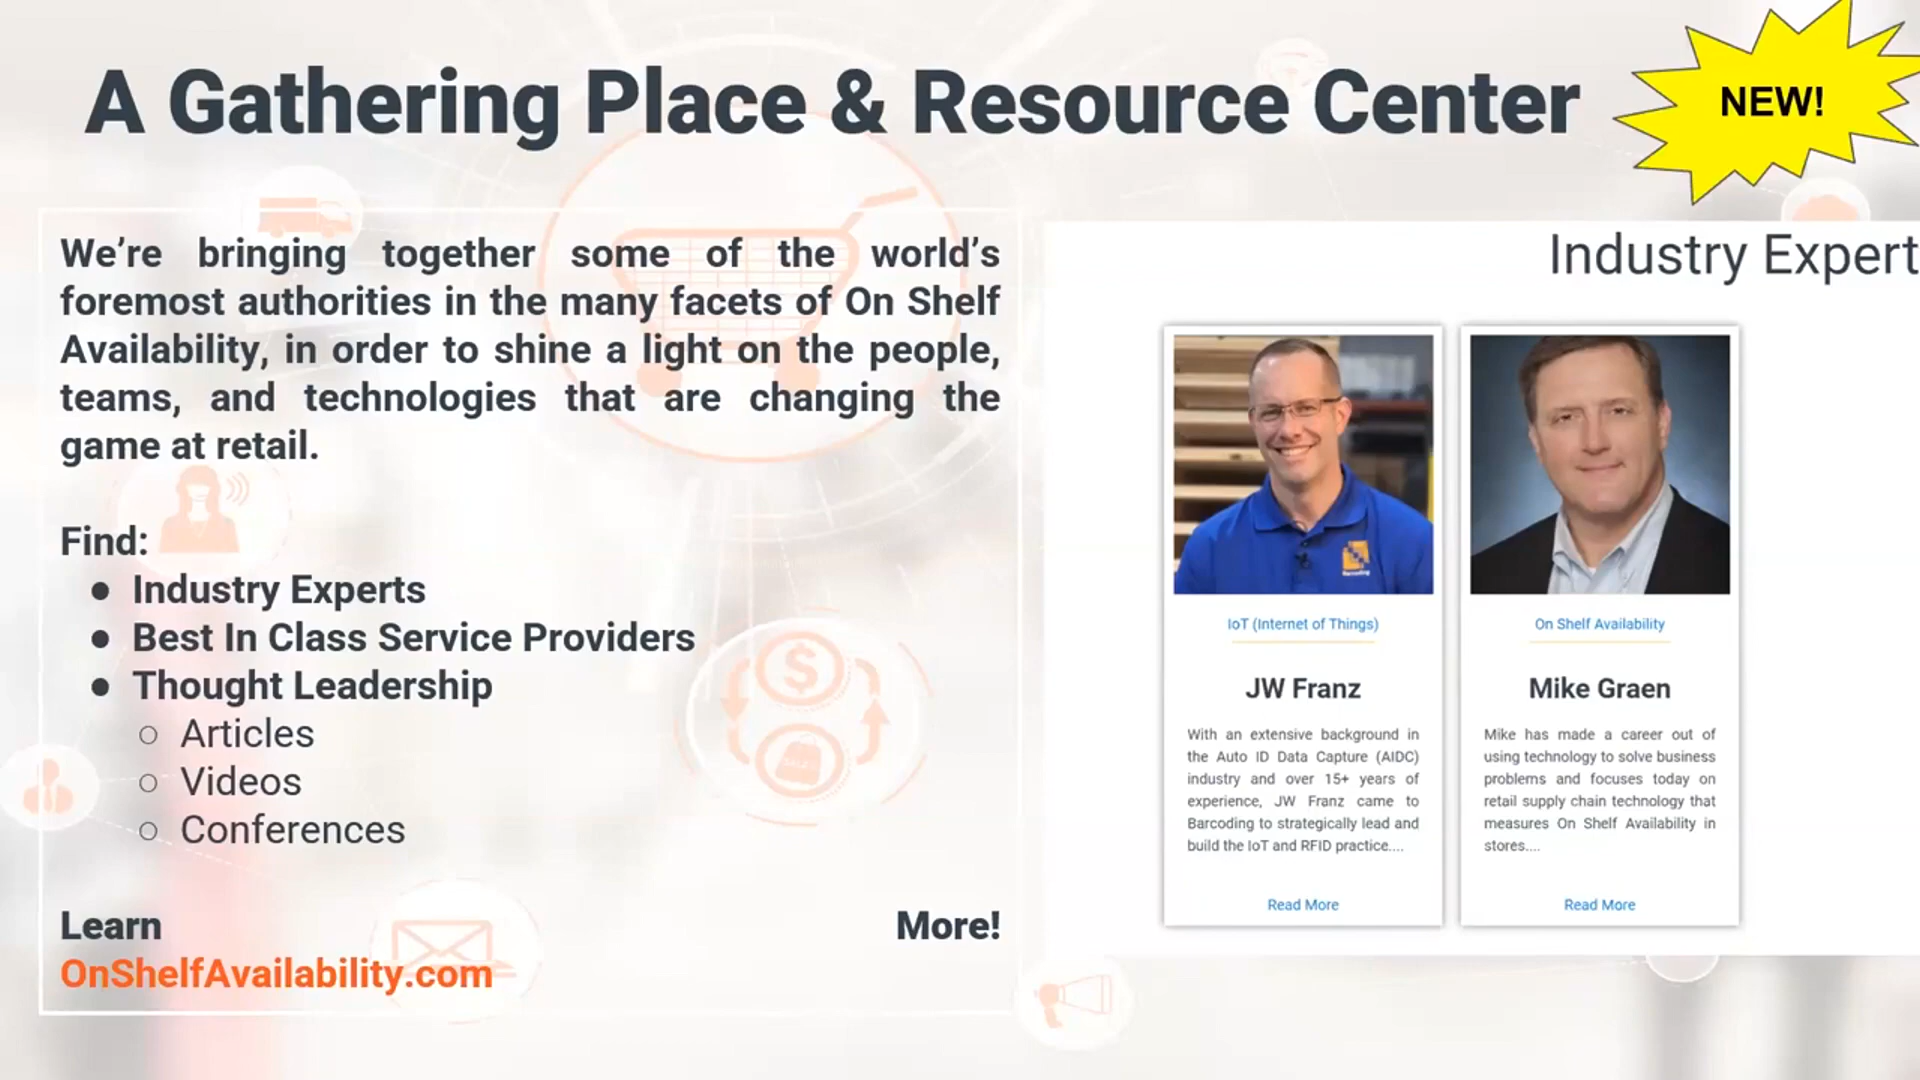 A Gathering Place & Resource Center
NEW!
We’re bringing together some of the world’s
foremost authorities in the many facets of On Shelf
Availability, in order to shine a light on the people,
teams, and technologies that are changing the
game at retail.
Find:
● Industry Experts
● Best In Class Service Providers
● Thought Leadership
○ Articles
○ Videos
○ Conferences
Learn More!
OnShelfAvailability.com
Industry Expert
IoT (Internet of Things)
JW Franz
With an extensive background in
the Auto ID Data Capture (AIDC)
industry and over 15+ years of
experience, JW Franz came to
Barcoding to strategically lead and
build the IoT and RFID practice....
Read More
On Shelf Availability
Mike Graen
Mike has made a career out of
using technology to solve business
problems and focuses today on
retail supply chain technology that
measures On Shelf Availability in
stores....
Read More